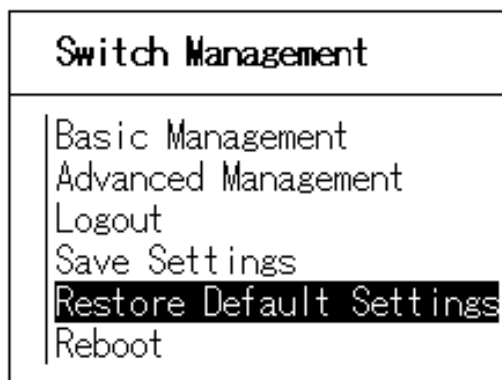 Switch Management
Basic Management
Advanced Management
Logout
Save Settings
Restore Default Settings
Reboot